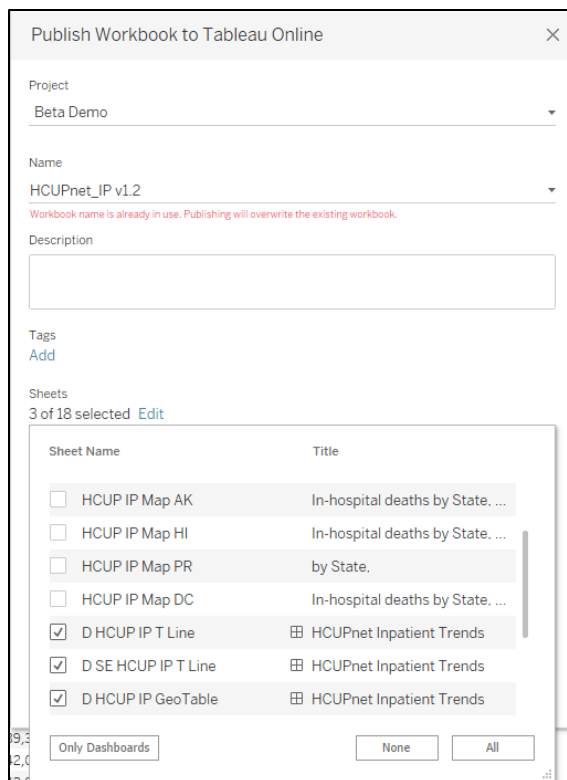 Publish Workbook to Tableau Online
Project
Beta Demo
Name
HCUPnet_IP v1.2
Workbook name is already in use. Publishing will overwrite the existing workbook.
Description
Tags
Add
Sheets
3 of 18 selected Edit
Sheet Name Title
HCUP IP Map AK In-hospital deaths by State, ...
HCUP IP Map HI In-hospital deaths by State, ...
HCUP IP Map PR by State,
HCUP IP Map DC In-hospital deaths by State, ...
D HCUP IP T Line HCUPnet Inpatient Trends
D SE HCUP IP T Line HCUPnet Inpatient Trends
D HCUP IP GeoTable HCUPnet Inpatient Trends
Only Dashboards None All